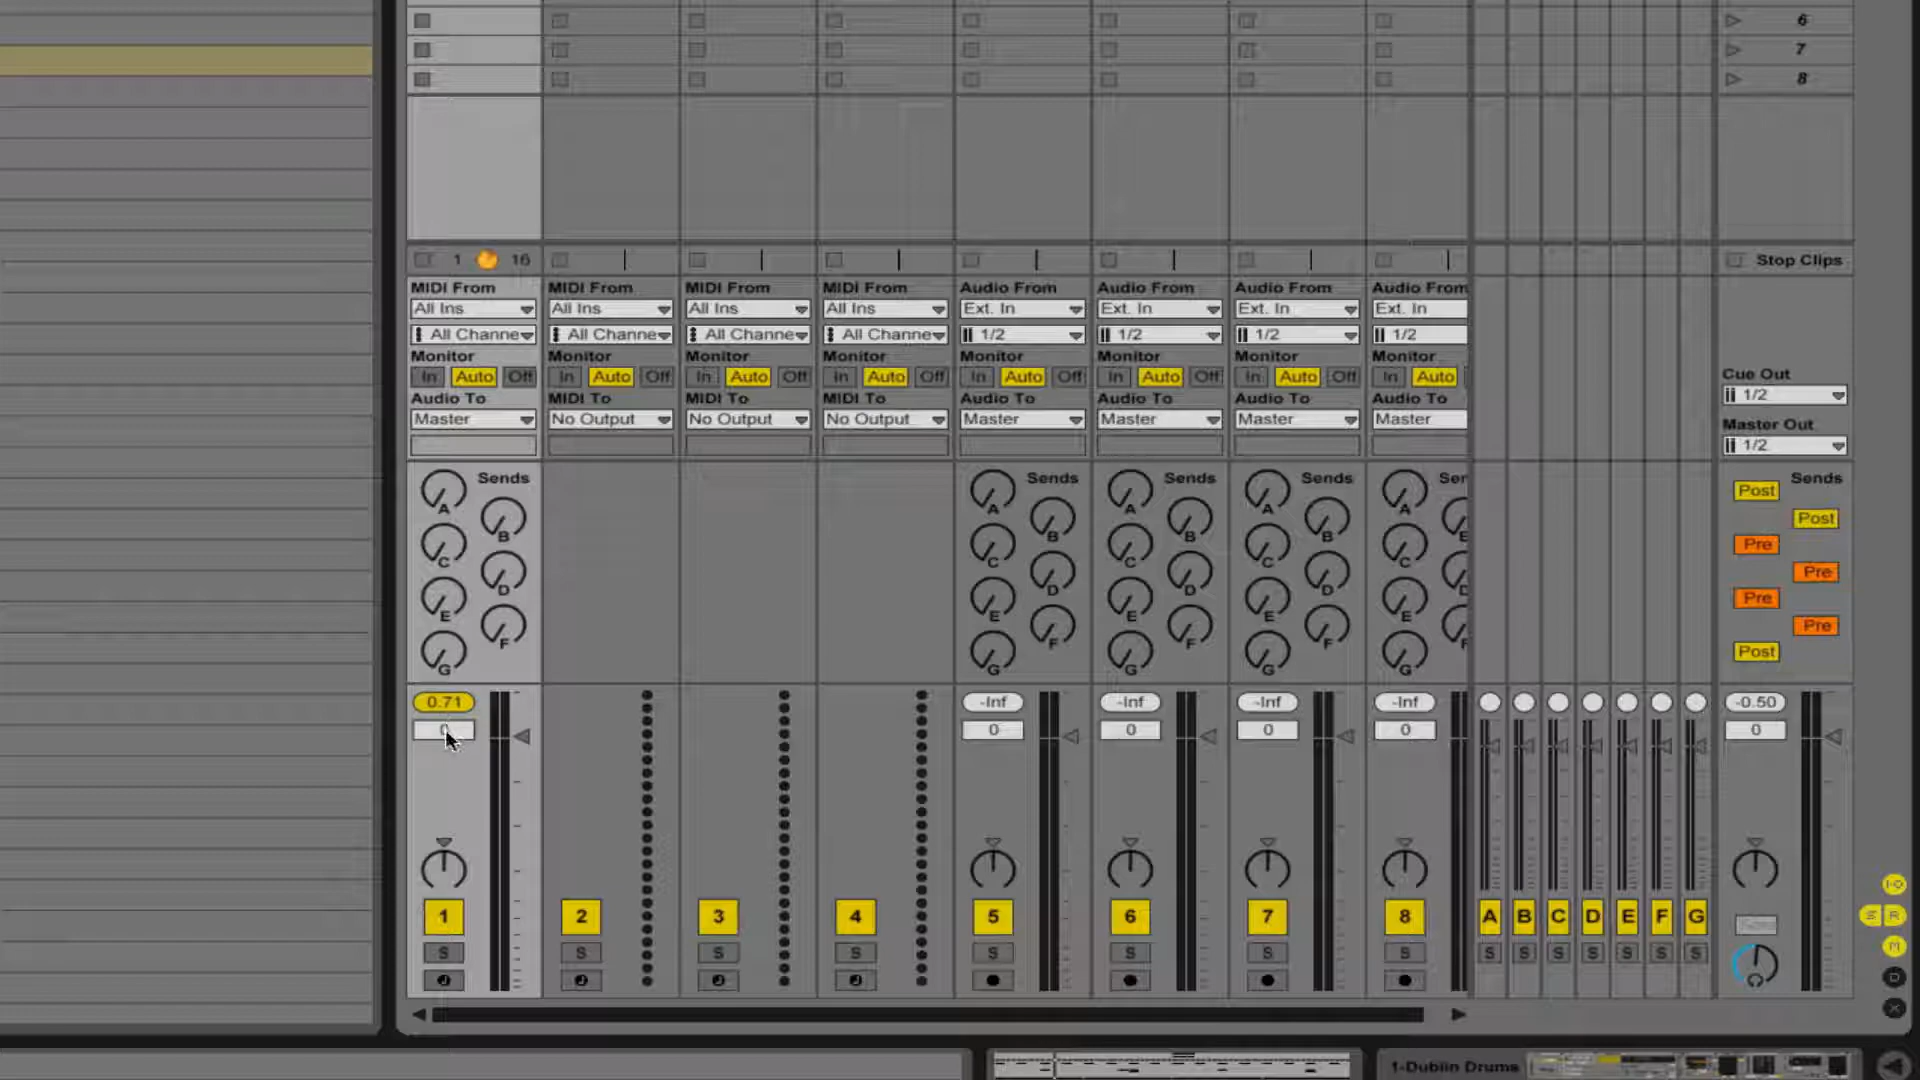 6
7
8
1 16 Stop Clips
MIDI From MIDI From MIDI From MIDI From Audio From Audio From Audio From Audio From
All Ins All Ins All Ins All Ins Ext. In Ext. In Ext. In Ext. In
All Channe All Channe All Channe All Channe 1/2 1/2 1/2 1/2
Monitor Monitor Monitor Monitor Monitor Monitor Monitor Monitor
In Auto Off In Auto Off In Auto Off In Auto Off In Auto Off In Auto Off In Auto Off In Auto
Cue Out
1/2
Audio To MIDI To MIDI To MIDI To Audio To Audio To Audio To Audio To
Master No Output No Output No Output Master Master Master Master
Master Out
1/2
Sends Sends Sends Sends Ser Sends
A A A A A Post
B B B B Post
C C C C C Pre
D D D D Pre
E E E E E Pre
F F F F F Pre
G G G G G Post
0.71 -Inf -Inf -Inf -Inf -0.50
0 0 0 0 0
1 2 3 4 5 6 7 8 A B C D E F G
S S S S S S S S S S S S S S S
I-O
S R
M
D
X
1-Dublin Drums